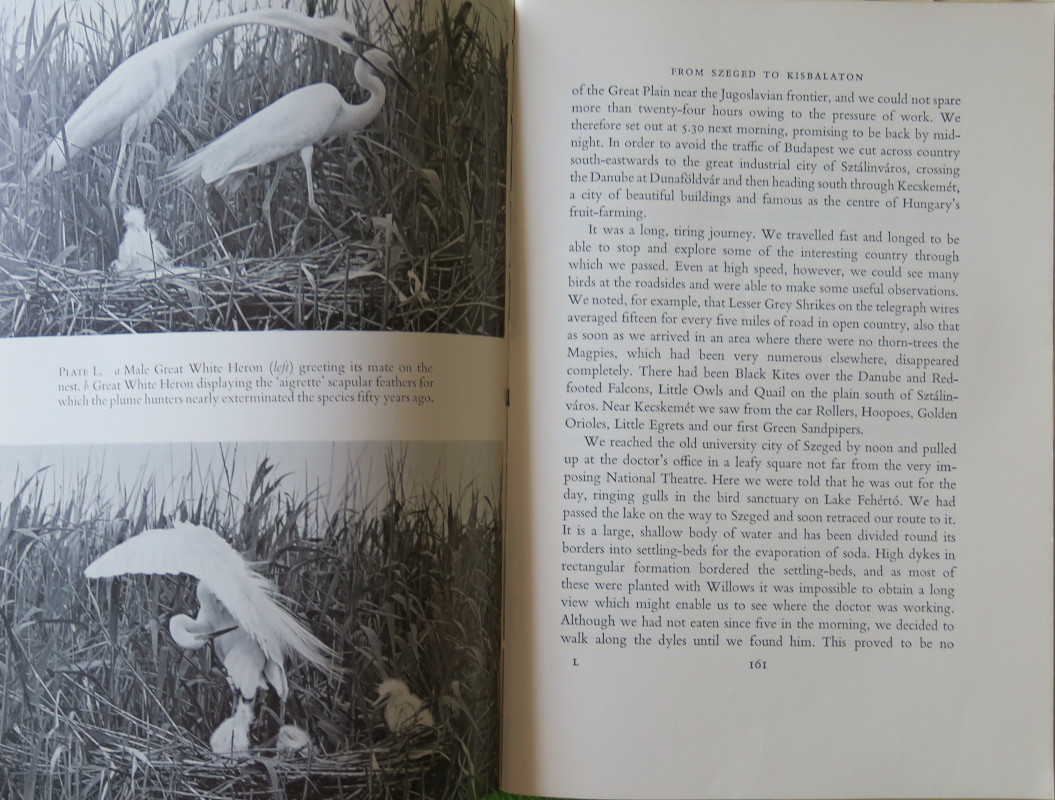 PLATE L. a Male Great White Heron (left) greeting its mate on the
nest. b Great White Heron displaying the 'aigrette' scapular feathers for
which the plume hunters nearly exterminated the species fifty years ago.
FROM SZEGED TO KISBALATON
of the Great Plain near the Jugoslavian frontier, and we could not spare
more than twenty-four hours owing to the pressure of work. We
therefore set out at 5.30 next morning, promising to be back by mid-
night. In order to avoid the traffic of Budapest we cut across country
south-eastwards to the great industrial city of Sztálinváros, crossing
the Danube at Dunaföldvár and then heading south through Kecskemét,
a city of beautiful buildings and famous as the centre of Hungary's
fruit-farming.
It was a long, tiring journey. We travelled fast and longed to be
able to stop and explore some of the interesting country through
which we passed. Even at high speed, however, we could see many
birds at the roadsides and were able to make some useful observations.
We noted, for example, that Lesser Grey Shrikes on the telegraph wires
averaged fifteen for every five miles of road in open country, also that
as soon as we arrived in an area where there were no thorn-trees the
Magpies, which had been very numerous elsewhere, disappeared
completely. There had been Black Kites over the Danube and Red-
footed Falcons, Little Owls and Quail on the plain south of Sztálin-
város. Near Kecskemét we saw from the car Rollers, Hoopoes, Golden
Orioles, Little Egrets and our first Green Sandpipers.
We reached the old university city of Szeged by noon and pulled
up at the doctor's office in a leafy square not far from the very im-
posing National Theatre. Here we were told that he was out for the
day, ringing gulls in the bird sanctuary on Lake Fehértó. We had
passed the lake on the way to Szeged and soon retraced our route to it.
It is a large, shallow body of water and has been divided round its
borders into settling-beds for the evaporation of soda. High dykes in
rectangular formation bordered the settling-beds, and as most of
these were planted with Willows it was impossible to obtain a long
view which might enable us to see where the doctor was working.
Although we had not eaten since five in the morning, we decided to
walk along the dyles until we found him. This proved to be no
L 161